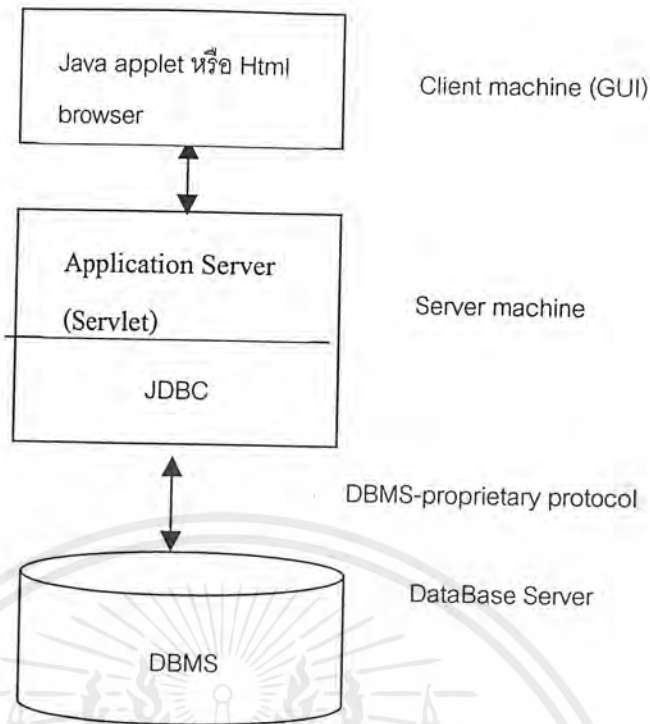 Java applet หรือ Html
browser
Client machine (GUI)
Application Server
(Servlet)
Server machine
JDBC
DBMS-proprietary protocol
DataBase Server
DBMS